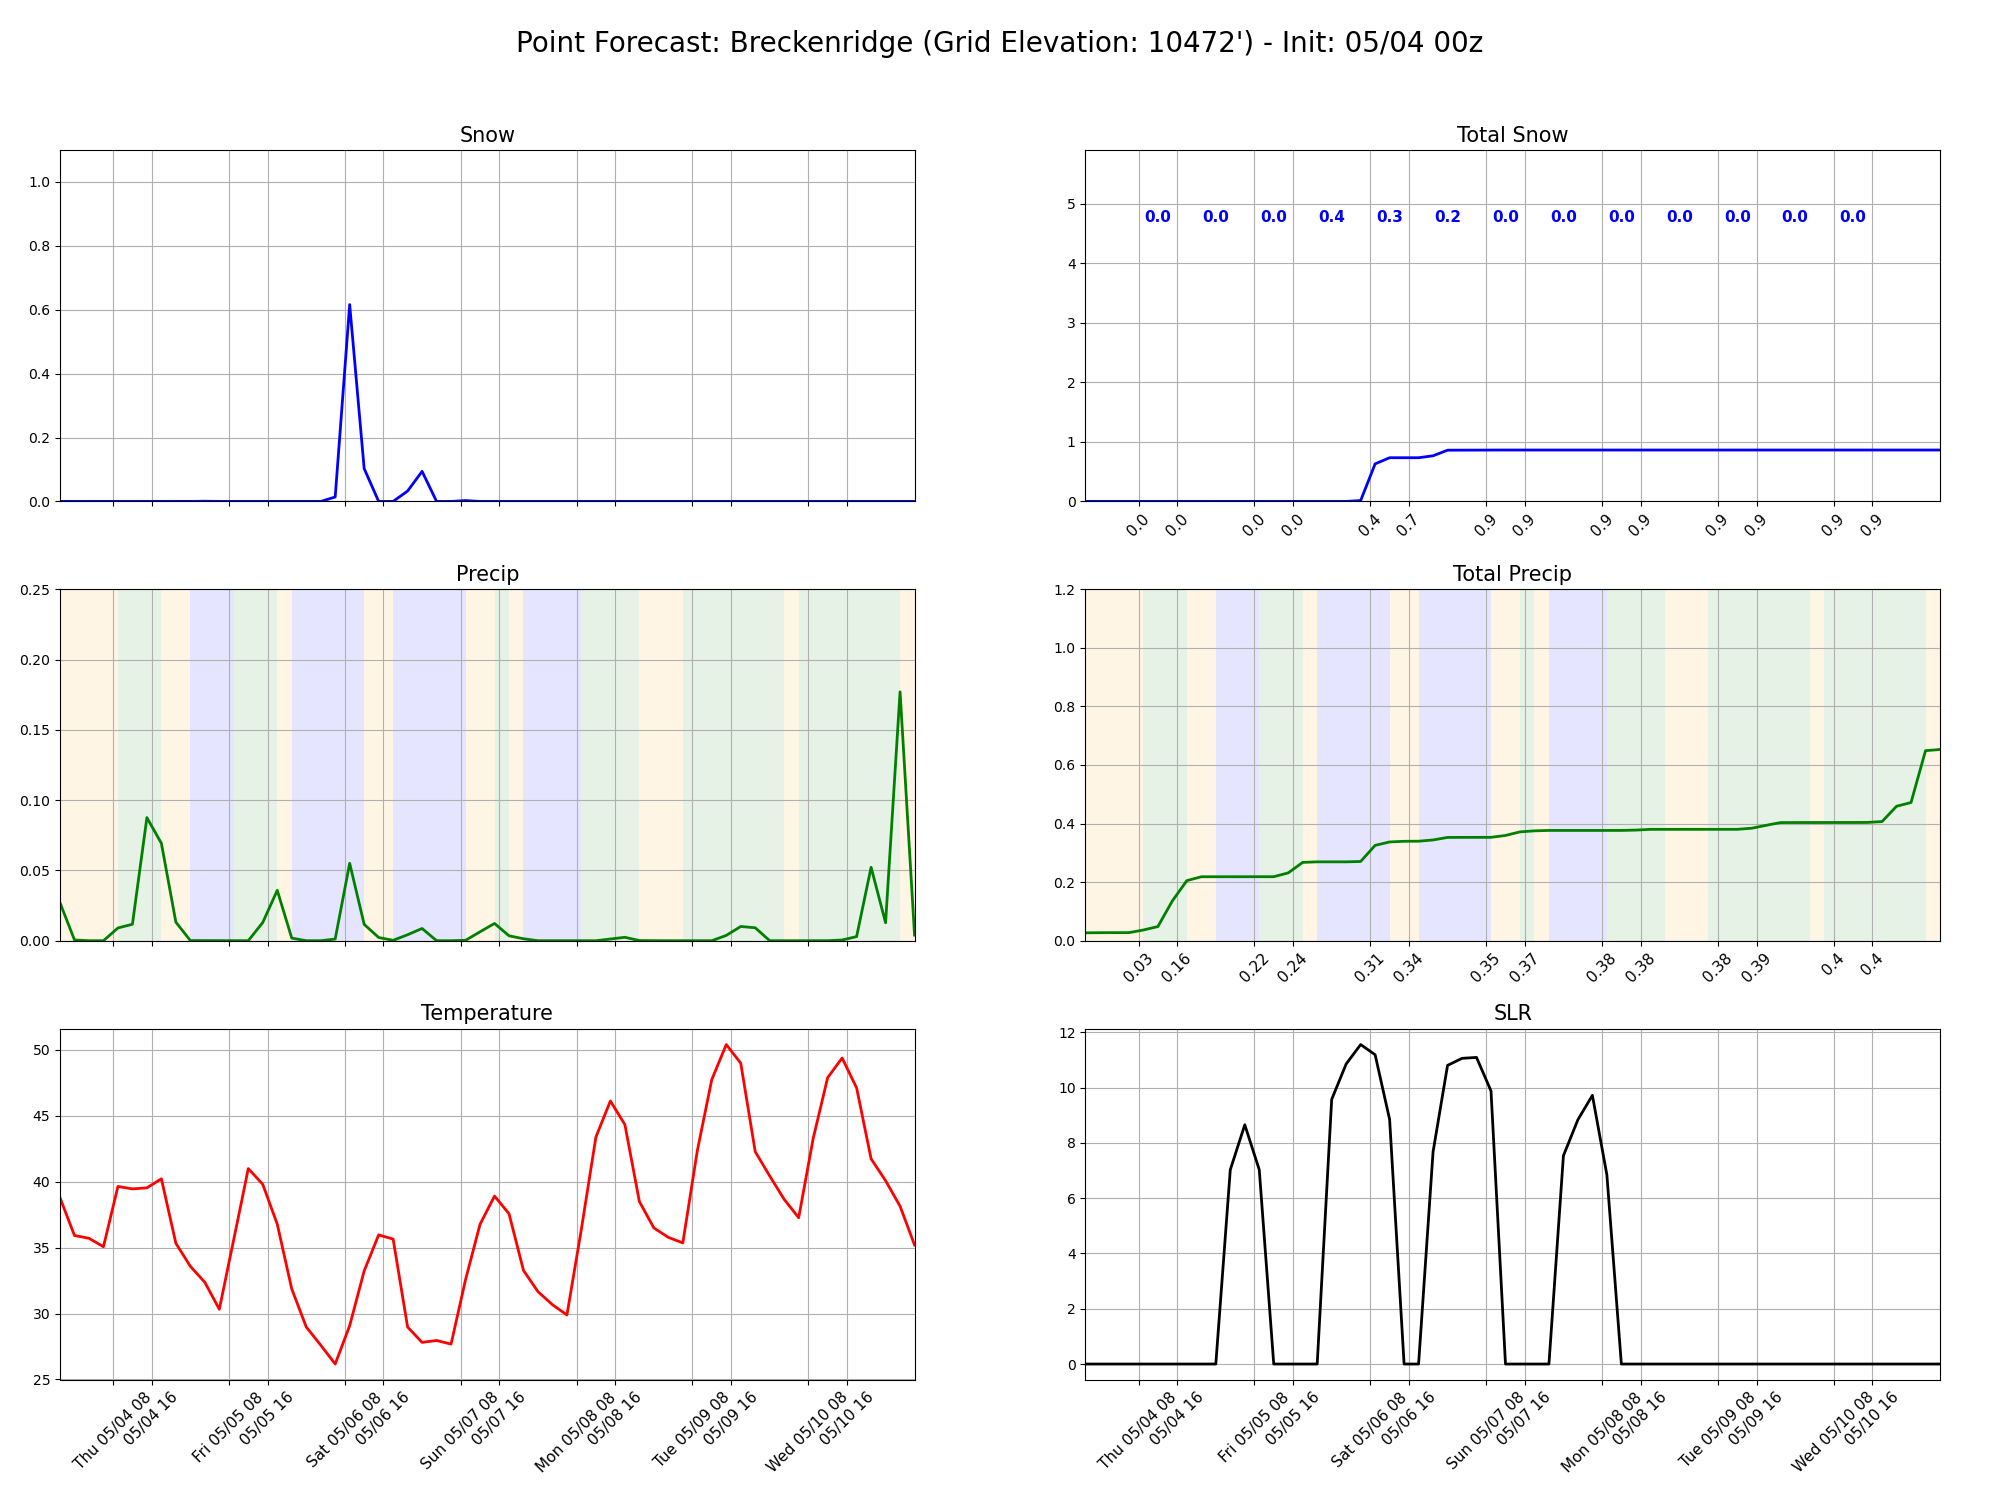 Point Forecast: Breckenridge (Grid Elevation: 10472') - Init: 05/04 00z
Snow
1.0
0.8
0.6
0.4
0.2
0.0
Total Snow
5
4
3
2
1
0
0.0 0.0 0.0 0.4 0.3 0.2 0.0 0.0 0.0 0.0 0.0 0.0 0.0
0.0 0.0 0.0 0.0 0.4 0.7 0.9 0.9 0.9 0.9 0.9 0.9 0.9 0.9
Precip
0.25
0.20
0.15
0.10
0.05
0.00
Total Precip
1.2
1.0
0.8
0.6
0.4
0.2
0.0
0.03 0.16 0.22 0.24 0.31 0.34 0.35 0.37 0.38 0.38 0.38 0.39 0.4 0.4
Temperature
50
45
40
35
30
25
Thu 05/04 08
05/04 16
Fri 05/05 08
05/05 16
Sat 05/06 08
05/06 16
Sun 05/07 08
05/07 16
Mon 05/08 08
05/08 16
Tue 05/09 08
05/09 16
Wed 05/10 08
05/10 16
SLR
12
10
8
6
4
2
0
Thu 05/04 08
05/04 16
Fri 05/05 08
05/05 16
Sat 05/06 08
05/06 16
Sun 05/07 08
05/07 16
Mon 05/08 08
05/08 16
Tue 05/09 08
05/09 16
Wed 05/10 08
05/10 16